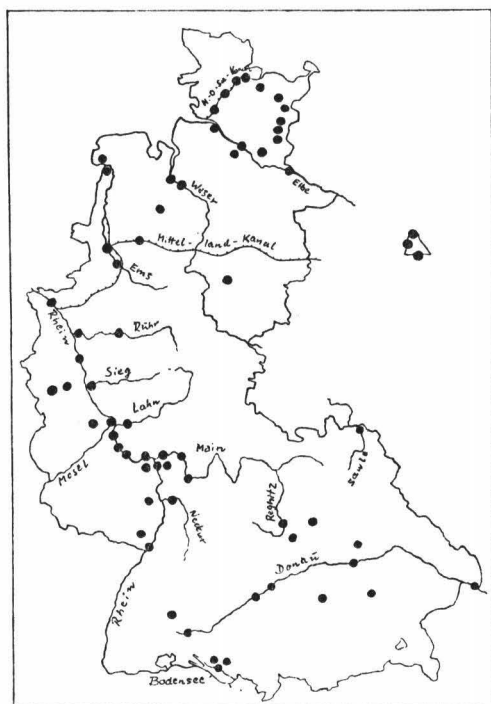 N-O-See-Kanal
Elbe
Weser
Mittel-land-Kanal
Ems
Rhein
Ruhr
Sieg
Lahn
Mosel
Main
Saale
Regnitz
Neckar
Donau
Rhein
Bodensee